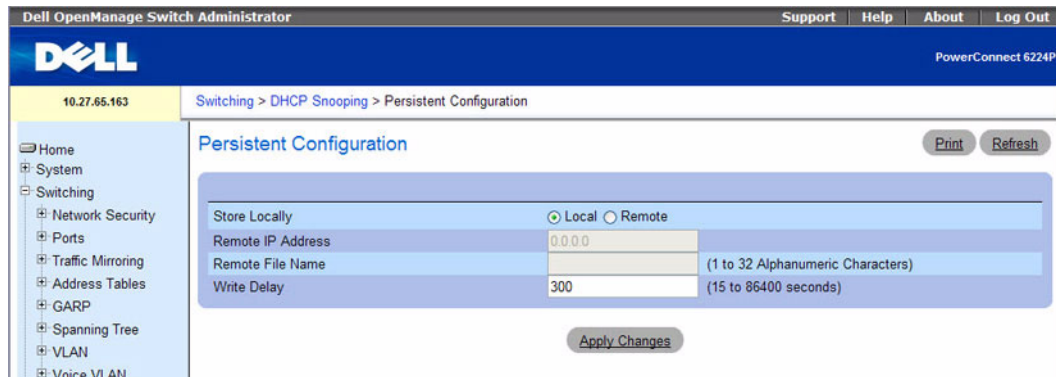 Dell OpenManage Switch Administrator
Support Help About Log Out
DELL
PowerConnect 6224P
10.27.65.163
Switching > DHCP Snooping > Persistent Configuration
Home
System
Switching
Network Security
Ports
Traffic Mirroring
Address Tables
GARP
Spanning Tree
VLAN
Voice VLAN
Persistent Configuration
Print Refresh
Store Locally Local Remote
Remote IP Address 0.0.0.0
Remote File Name (1 to 32 Alphanumeric Characters)
Write Delay 300 (15 to 86400 seconds)
Apply Changes